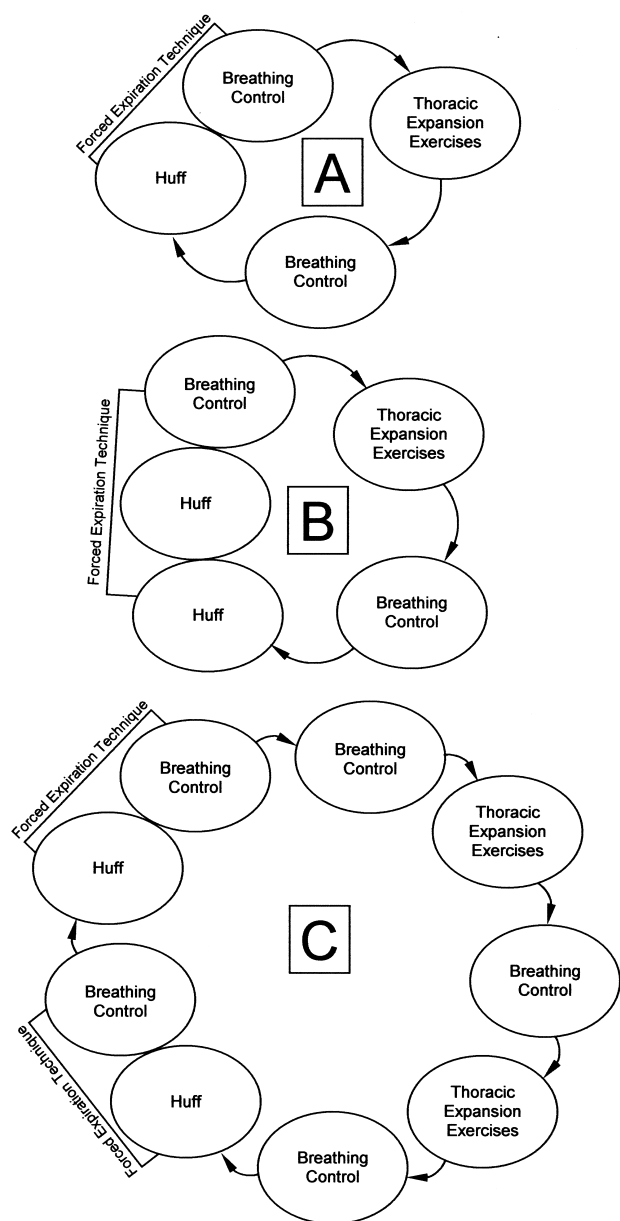 Forced Expiration Technique
Breathing
Control
Thoracic
Expansion
Exercises
Huff
A
Breathing
Control
Breathing
Control
Forced Expiration Technique
Thoracic
Expansion
Exercises
Huff
B
Huff
Breathing
Control
Forced Expiration Technique
Breathing
Control
Breathing
Control
Thoracic
Expansion
Exercises
Huff
C
Breathing
Control
Breathing
Control
Forced Expiration Technique
Huff
Thoracic
Expansion
Exercises
Breathing
Control